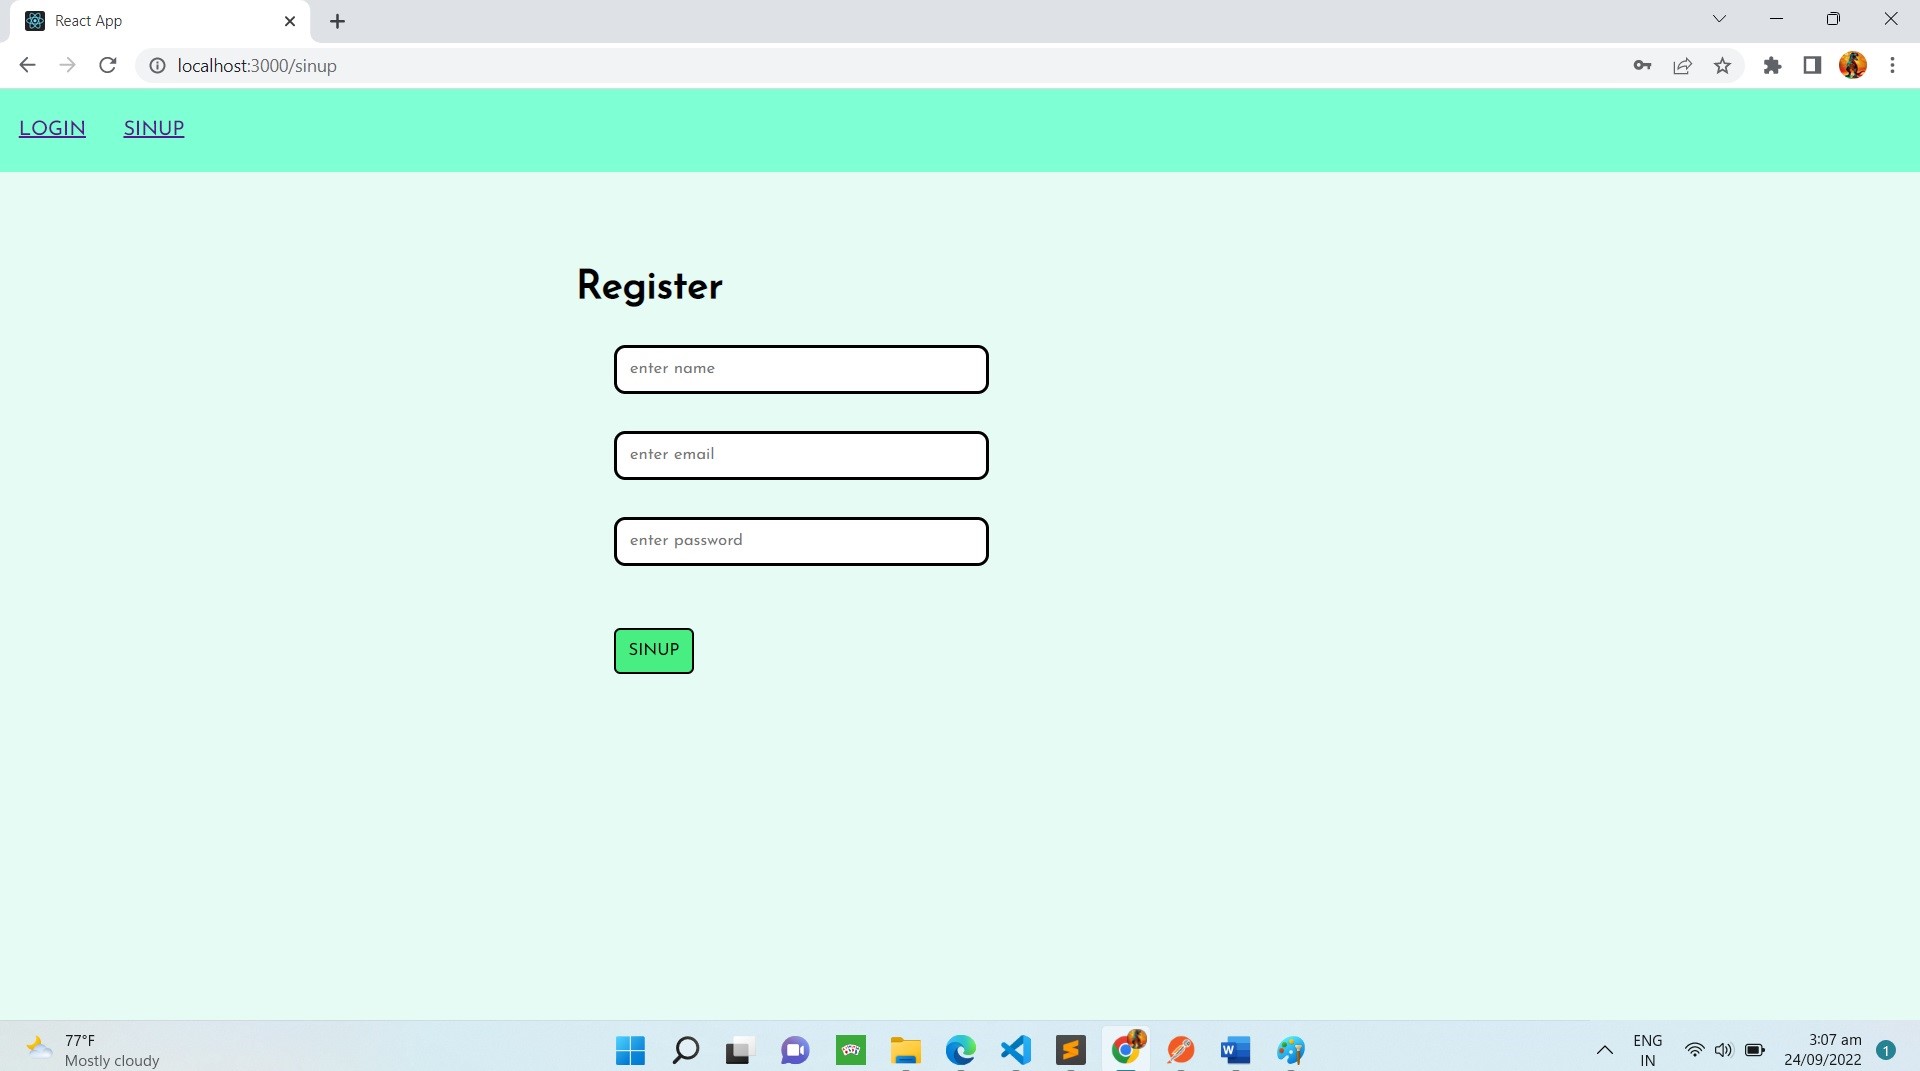 React App
localhost:3000/sinup
LOGIN SINUP
Register
enter name
enter email
enter password
SINUP
77°F
Mostly cloudy
W
ENG
IN
3:07 am
24/09/2022
1